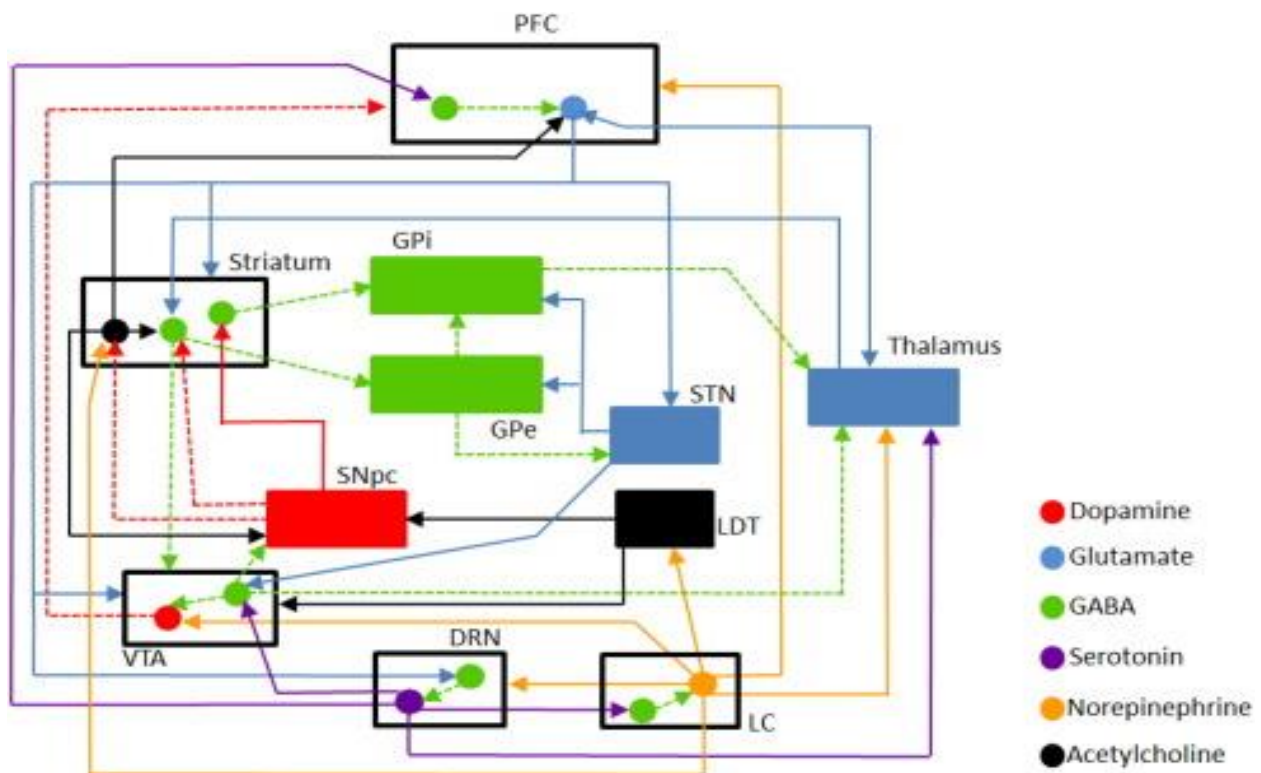 PFC
GPi
Striatum
Thalamus
STN
GPe
SNpc
LDT
DRN
VTA
LC
Dopamine
Glutamate
GABA
Serotonin
Norepinephrine
Acetylcholine